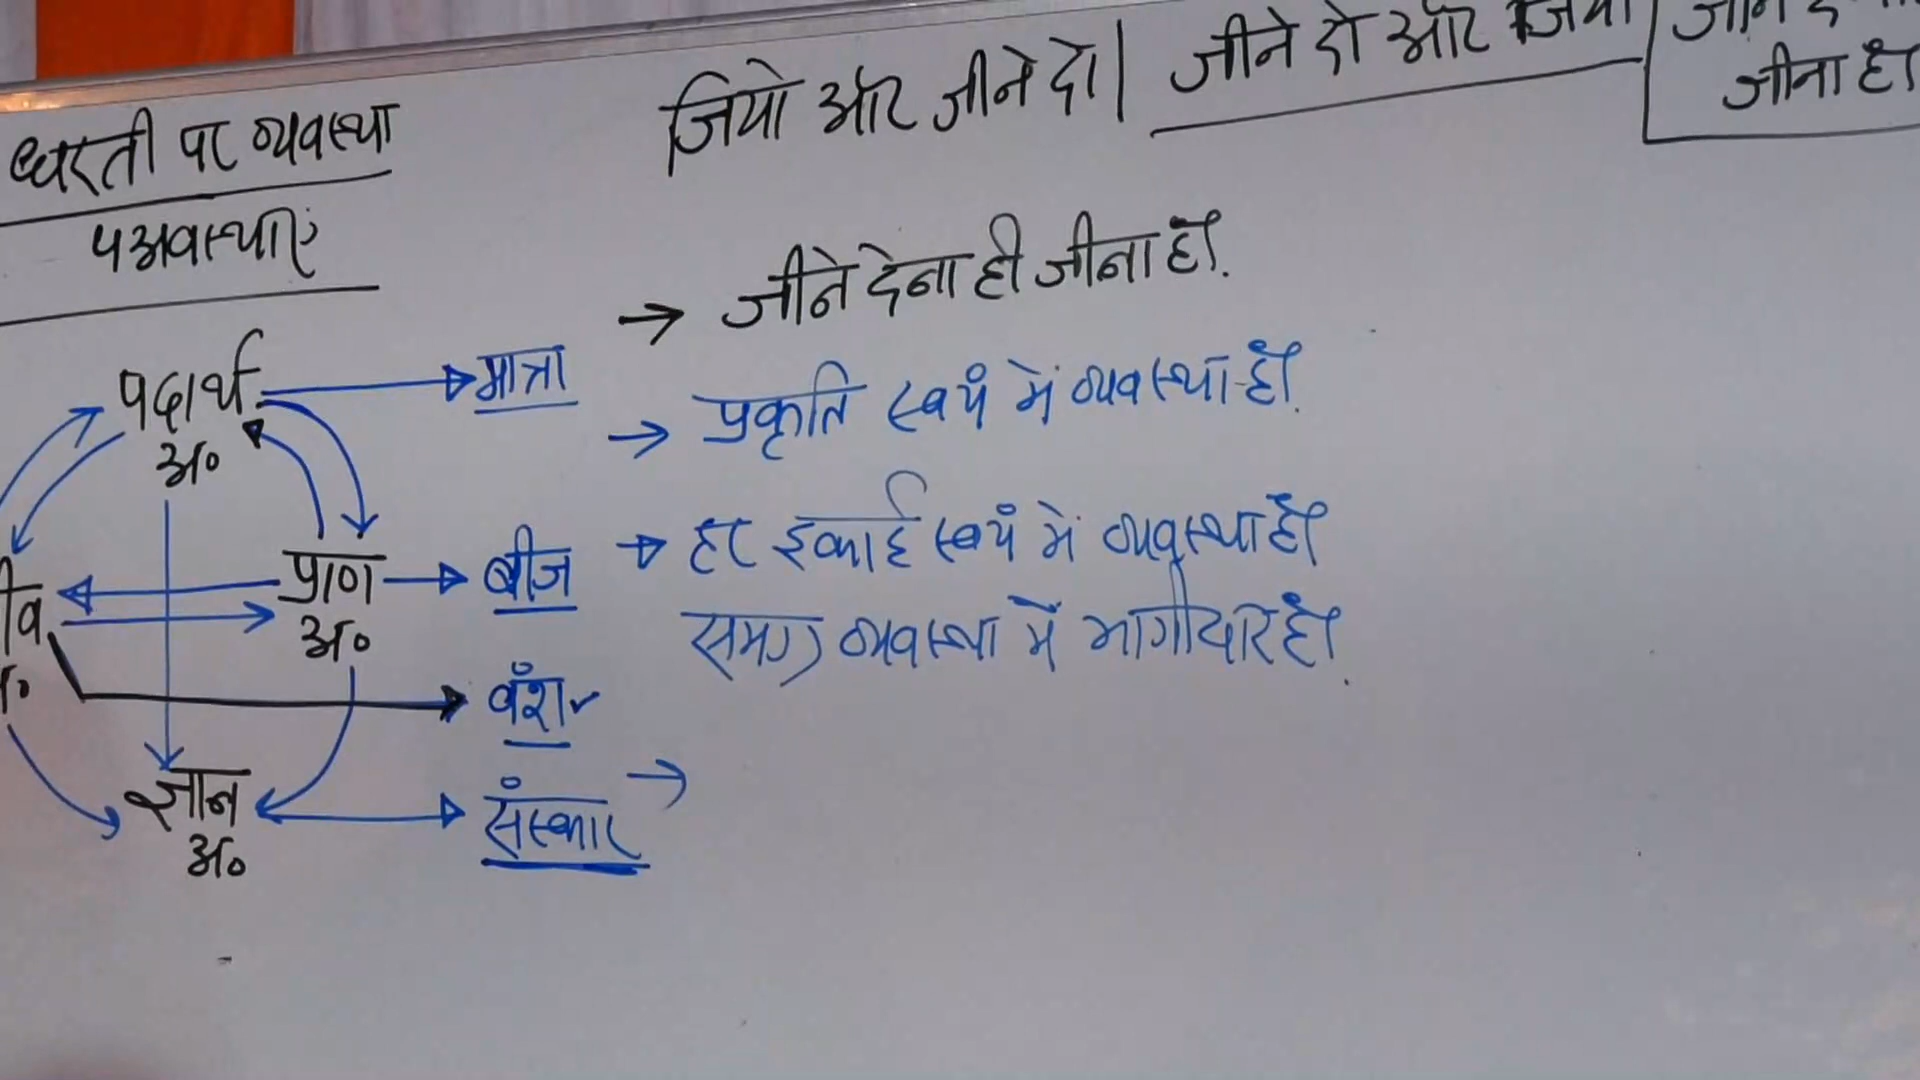 धरती पर व्यवस्था
४ अवस्थाएं
जियो और जीने दो | जीने दो और जियो
जीना है।
→ जीने देना ही जीना है।
पदार्थ → मात्रा
अ०
→ प्रकृति स्वयं में व्यवस्था है।
प्राण → बीज
अ०
→ हर इकाई स्वयं में व्यवस्था है।
समग्र व्यवस्था में भागीदार है।
वंश ✓
ज्ञान
अ०
संस्कार →